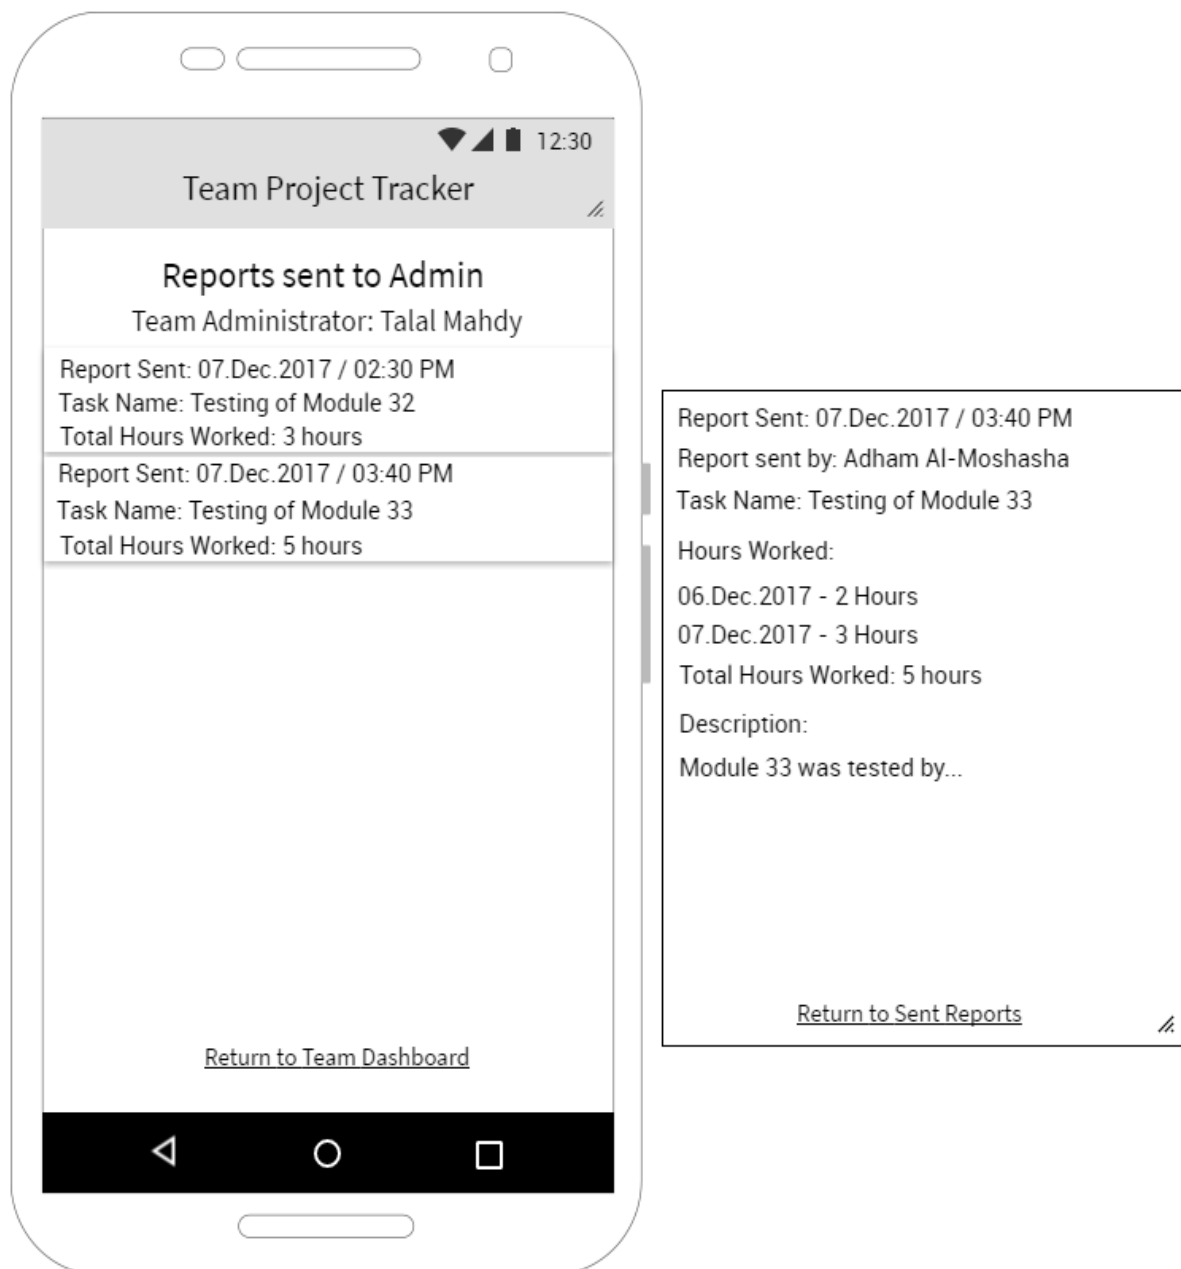 12:30
Team Project Tracker
Reports sent to Admin
Team Administrator: Talal Mahdy
Report Sent: 07.Dec.2017 / 02:30 PM
Task Name: Testing of Module 32
Total Hours Worked: 3 hours
Report Sent: 07.Dec.2017 / 03:40 PM
Task Name: Testing of Module 33
Total Hours Worked: 5 hours
Return to Team Dashboard
Report Sent: 07.Dec.2017 / 03:40 PM
Report sent by: Adham Al-Moshasha
Task Name: Testing of Module 33
Hours Worked:
06.Dec.2017 - 2 Hours
07.Dec.2017 - 3 Hours
Total Hours Worked: 5 hours
Description:
Module 33 was tested by...
Return to Sent Reports